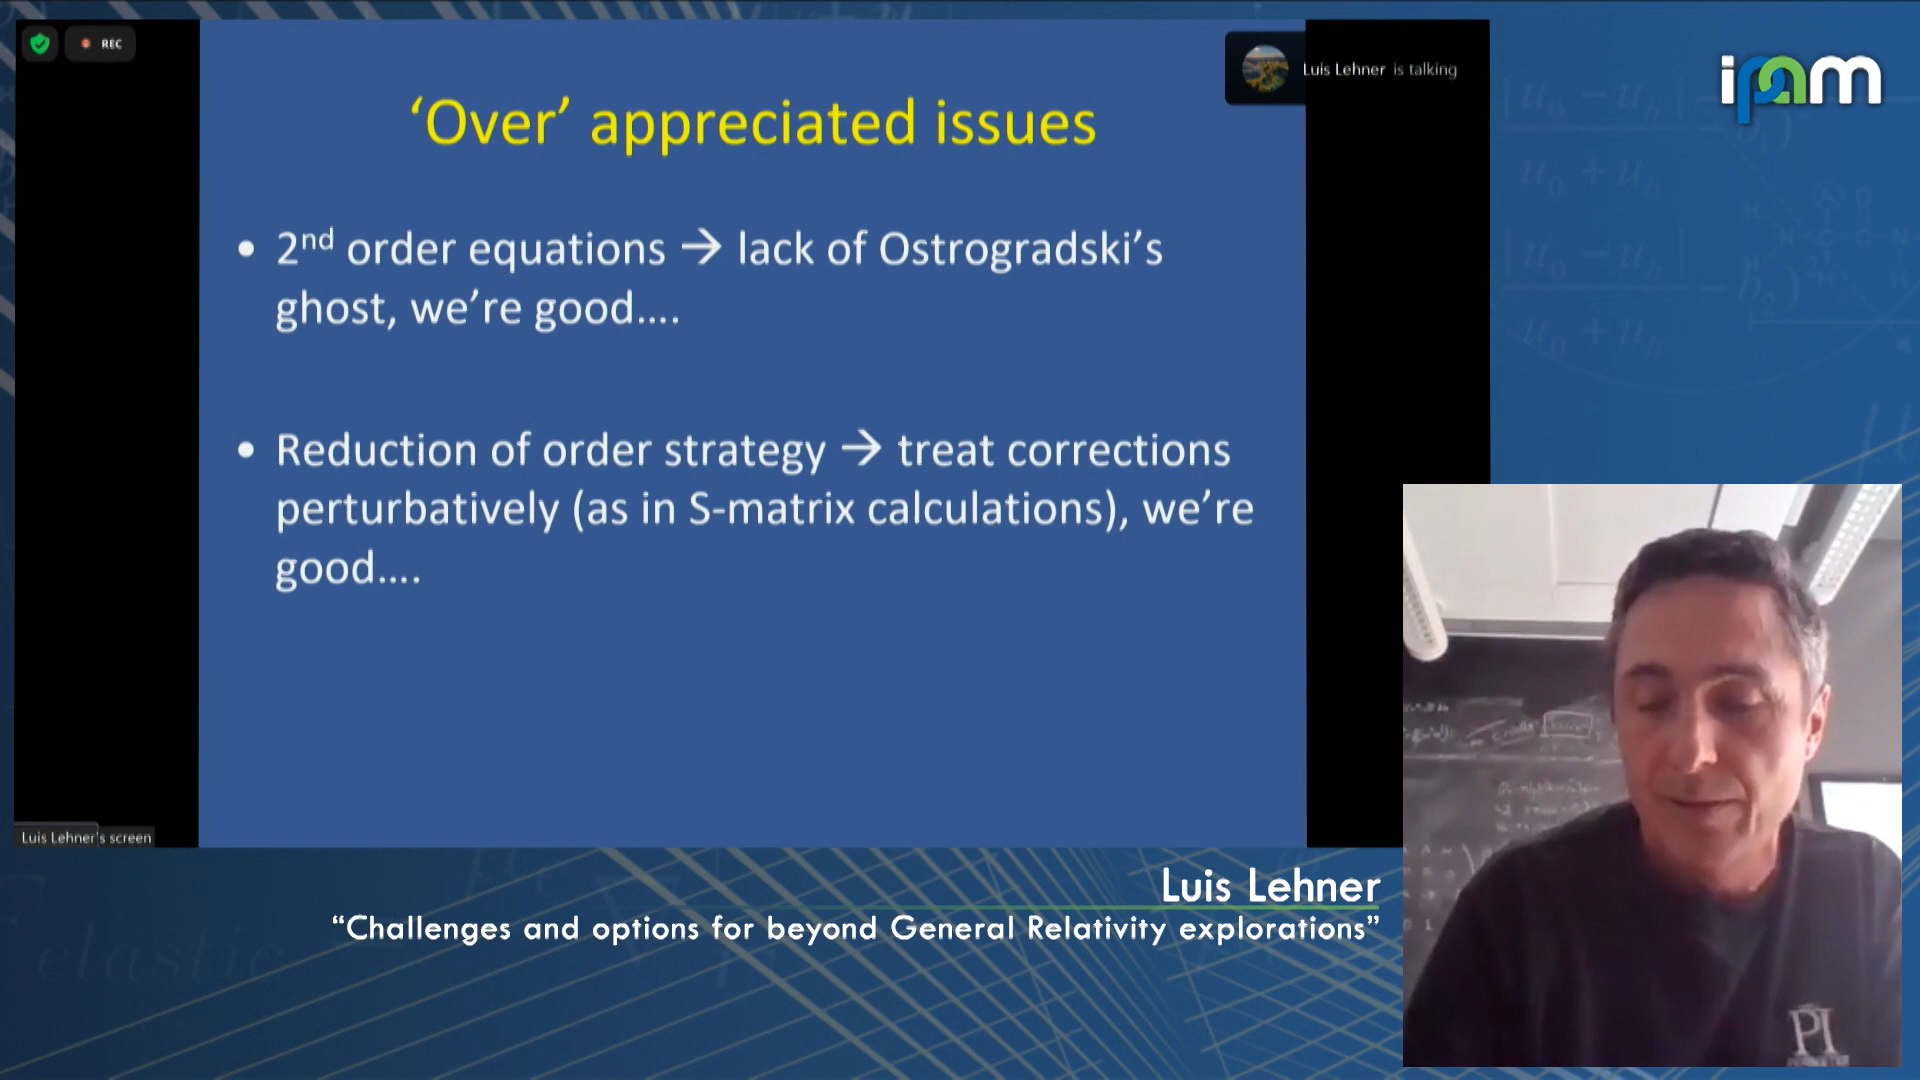 REC
Luis Lehner is talking
ipam
‘Over’ appreciated issues
• 2nd order equations → lack of Ostrogradski’s
ghost, we’re good....
• Reduction of order strategy → treat corrections
perturbatively (as in S-matrix calculations), we’re
good....
Luis Lehner's screen
Luis Lehner
“Challenges and options for beyond General Relativity explorations”
elastic
PI